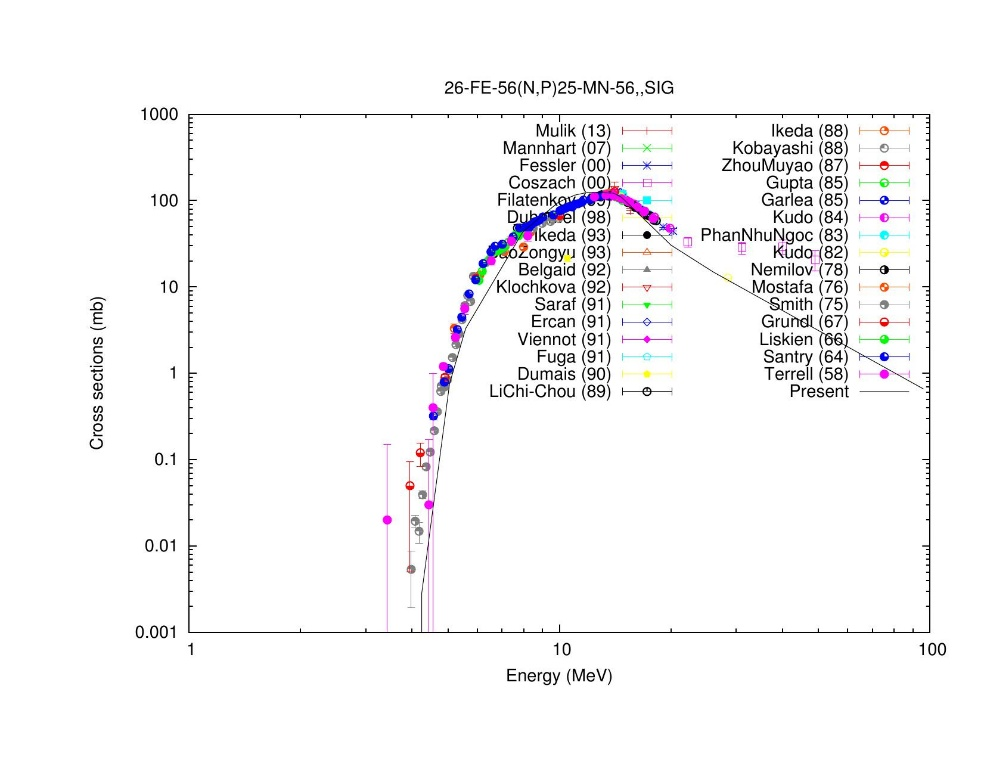 26-FE-56(N,P)25-MN-56,,SIG
1000
100
10
1
0.1
0.01
0.001
Cross sections (mb)
1
10
100
Energy (MeV)
Mulik (13)
Mannhart (07)
Fessler (00)
Coszach (00)
Filatenkov
(98)
Ikeda (93)
(93)
Belgaid (92)
Klochkova (92)
Saraf (91)
Ercan (91)
Viennot (91)
Fuga (91)
Dumais (90)
LiChi-Chou (89)
Ikeda (88)
Kobayashi (88)
ZhouMuyao (87)
Gupta (85)
Garlea (85)
Kudo (84)
PhanNhuNgoc (83)
Kudo (82)
Nemilov (78)
Mostafa (76)
Smith (75)
Grundl (67)
Liskien (66)
Santry (64)
Terrell (58)
Present